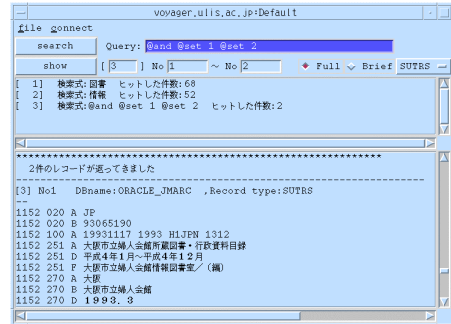 voyager.ulis.ac.jp:Default
file connect
search Query: @and @set 1 @set 2
show [ 3 ] No 1 ~ No 2 Full Brief SUTRS
[ 1] 検索式:図書 ヒットした件数:68
[ 2] 検索式:情報 ヒットした件数:52
[ 3] 検索式:@and @set 1 @set 2 ヒットした件数:2
************************************************************
2件のレコードが返ってきました
------------------------------------------------------------
[3] No1 DBname:ORACLE_JMARC ,Record type:SUTRS
--
1152 020 A JP
1152 020 B 93065190
1152 100 A 19931117 1993 H1JPN 1312
1152 251 A 大阪市立婦人会館所蔵図書・行政資料目録
1152 251 D 平成4年1月~平成4年12月
1152 251 F 大阪市立婦人会館情報図書室/(編)
1152 270 A 大阪
1152 270 B 大阪市立婦人会館
1152 270 D 1993.3